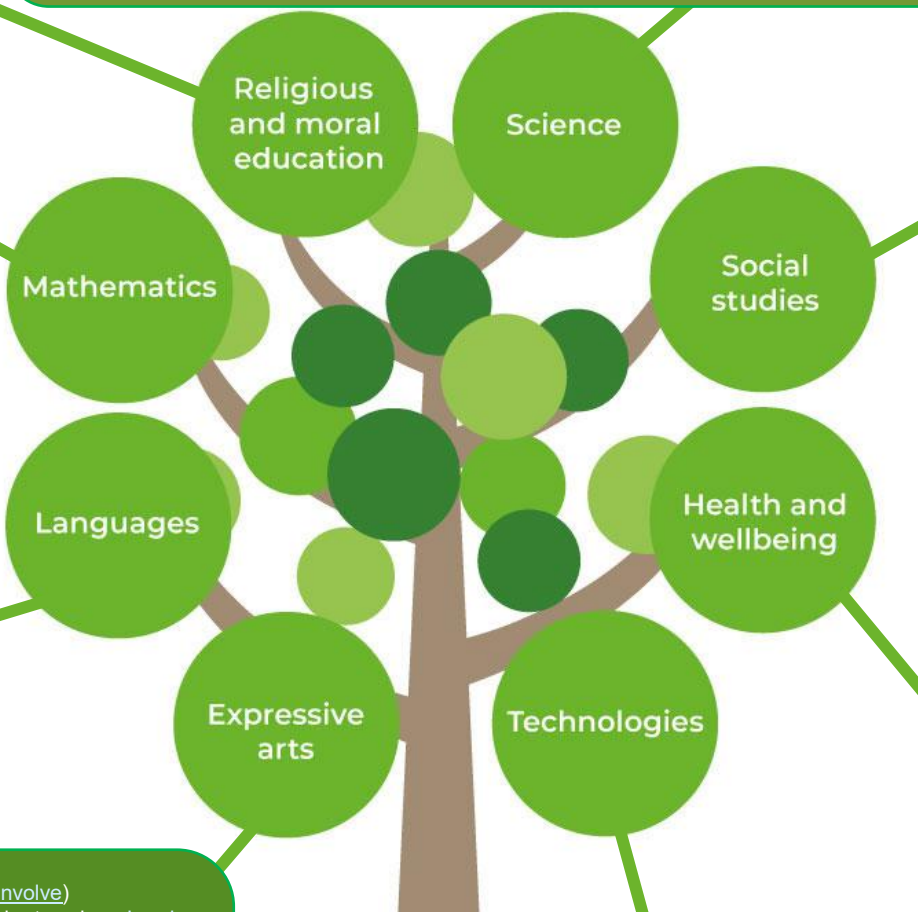 Religious
and moral
education
Science
Mathematics
Social
studies
Languages
Health and
wellbeing
Expressive
arts
Technologies
nvolve)